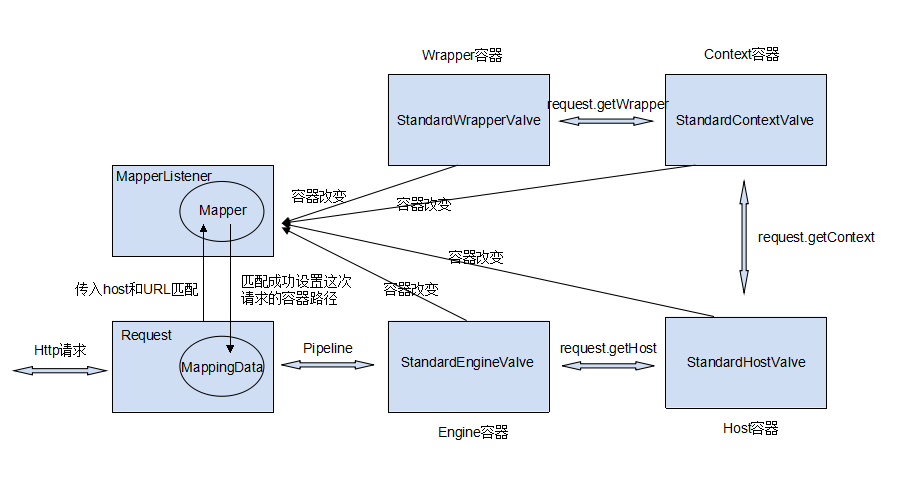 Wrapper容器
Context容器
StandardWrapperValve
request.getWrapper
StandardContextValve
MapperListener
Mapper
容器改变
容器改变
request.getContext
容器改变
传入host和URL匹配
匹配成功设置这次
请求的容器路径
容器改变
Http请求
Request
MappingData
Pipeline
StandardEngineValve
request.getHost
StandardHostValve
Engine容器
Host容器